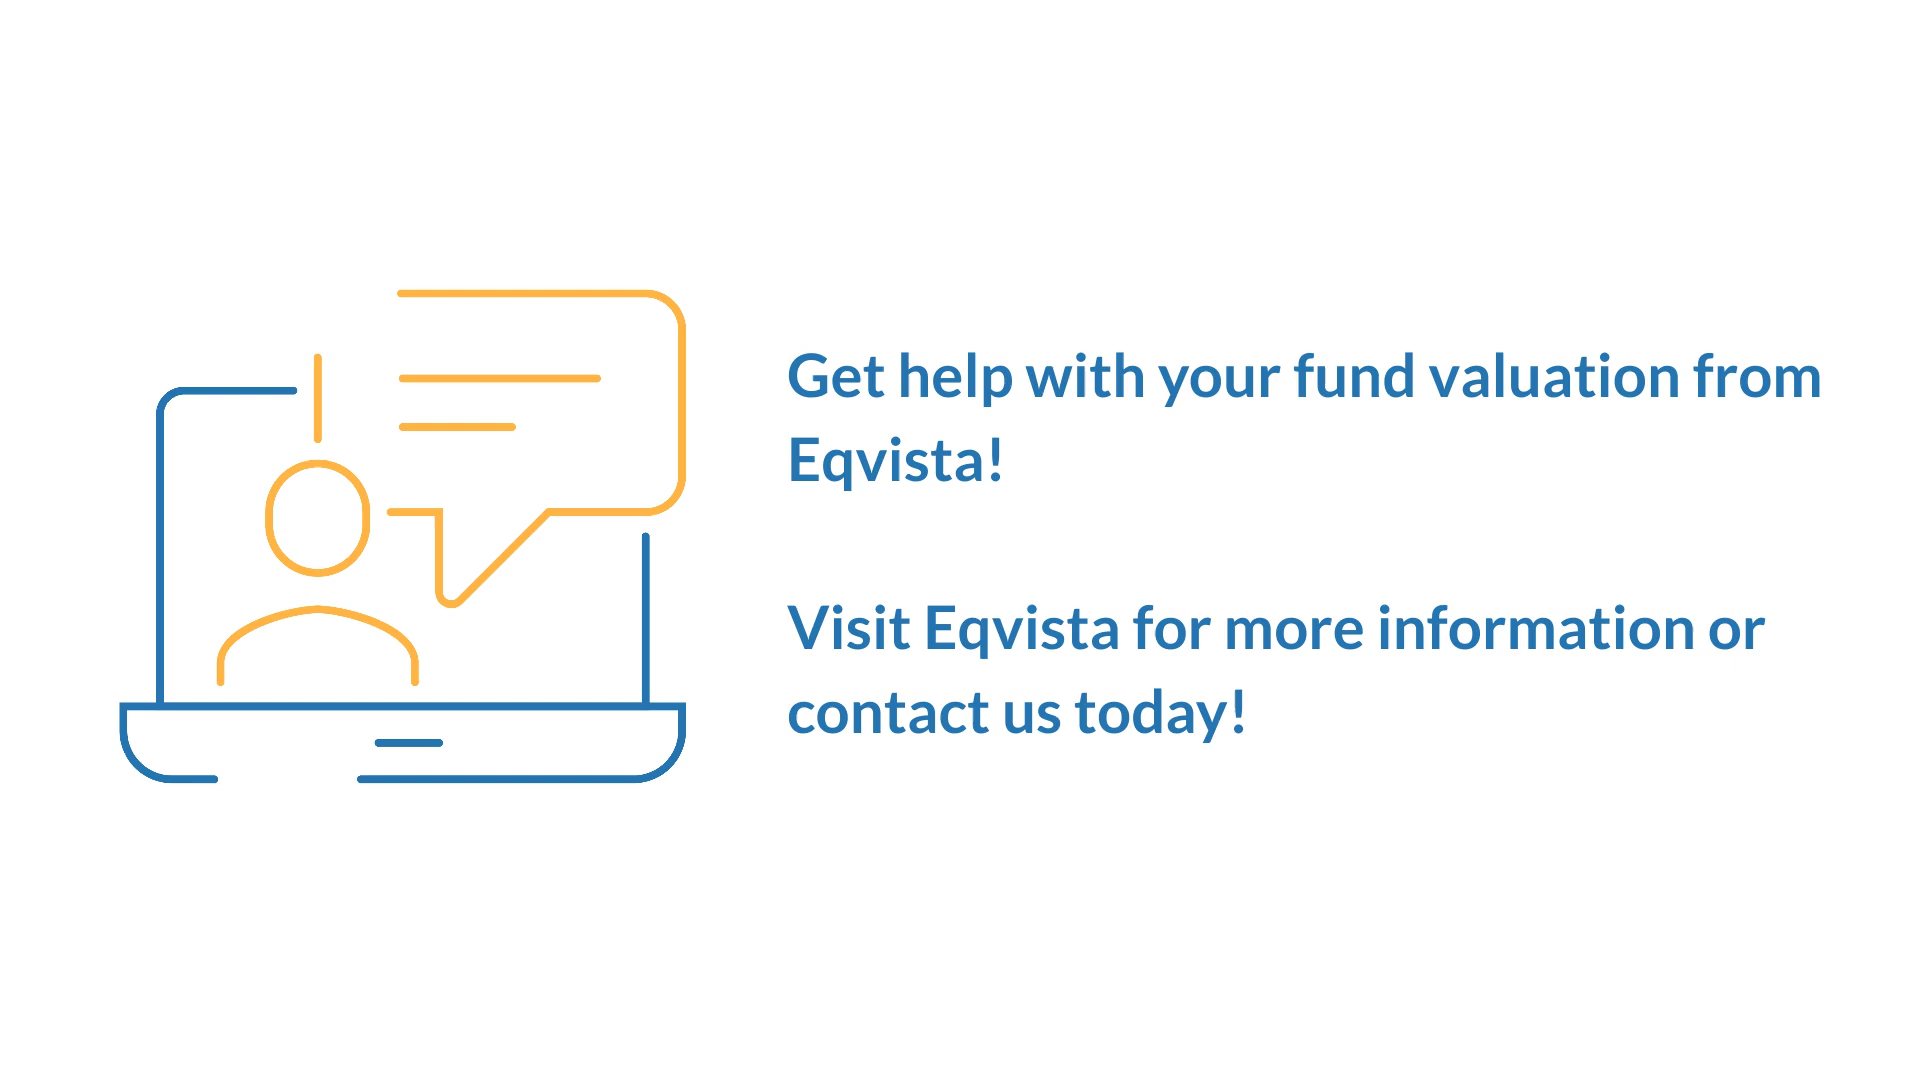 Get help with your fund valuation from
Eqvista!
Visit Eqvista for more information or
contact us today!